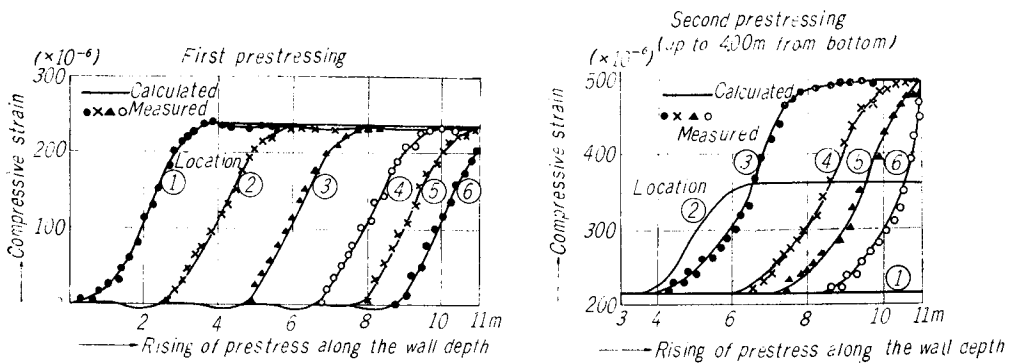 First prestressing
(×10⁻⁶)
300
200
100
0
Compressive strain
Calculated
Measured
Location
① ② ③ ④ ⑤ ⑥
2 4 6 8 10 11m
Rising of prestress along the wall depth
Second prestressing
(up to 4.00m from bottom)
(×10⁻⁶)
500
400
300
200
Compressive strain
Calculated
Measured
Location
③ ④ ⑤ ⑥
②
①
3 4 6 8 10 11m
Rising of prestress along the wall depth